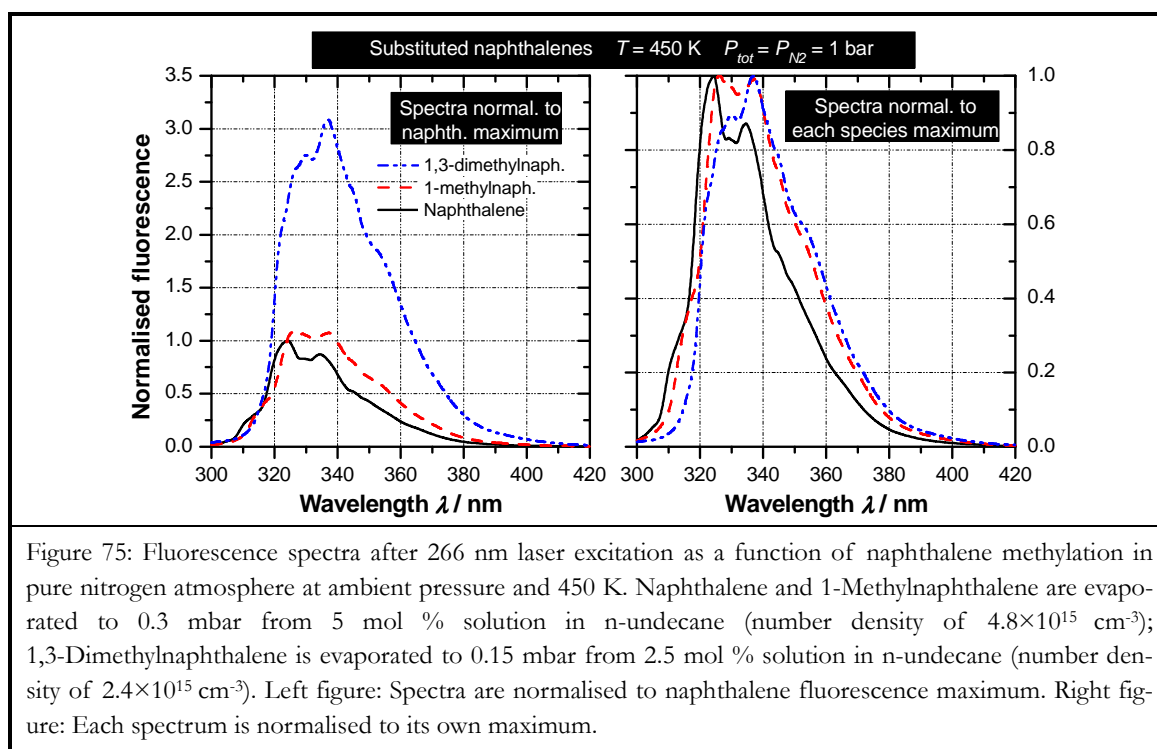 Substituted naphthalenes T = 450 K P_tot = P_N2 = 1 bar
3.5
3.0
2.5
2.0
1.5
1.0
0.5
0.0
Normalised fluorescence
Spectra normal. to
naphth. maximum
1,3-dimethylnaph.
1-methylnaph.
Naphthalene
300 320 340 360 380 400 420
Wavelength λ / nm
Spectra normal. to
each species maximum
1.0
0.8
0.6
0.4
0.2
0.0
300 320 340 360 380 400 420
Wavelength λ / nm
Figure 75: Fluorescence spectra after 266 nm laser excitation as a function of naphthalene methylation in
pure nitrogen atmosphere at ambient pressure and 450 K. Naphthalene and 1-Methylnaphthalene are evapo-
rated to 0.3 mbar from 5 mol % solution in n-undecane (number density of 4.8×10¹⁵ cm⁻³);
1,3-Dimethylnaphthalene is evaporated to 0.15 mbar from 2.5 mol % solution in n-undecane (number den-
sity of 2.4×10¹⁵ cm⁻³). Left figure: Spectra are normalised to naphthalene fluorescence maximum. Right fig-
ure: Each spectrum is normalised to its own maximum.